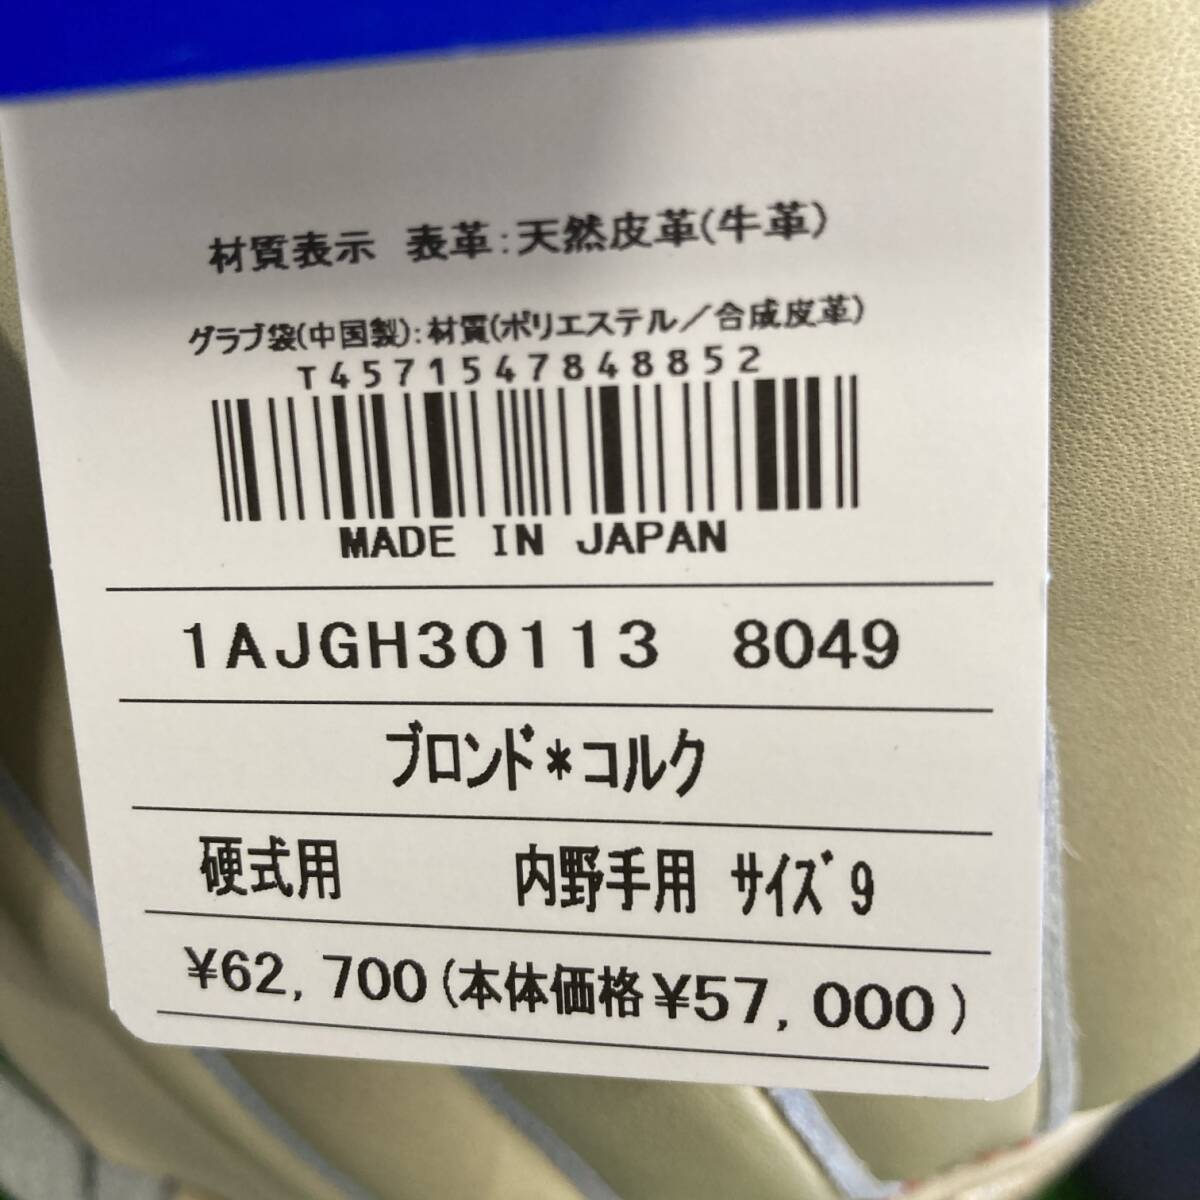 材質表示 表革:天然皮革(牛革)
グラブ袋(中国製):材質(ポリエステル／合成皮革)
T4571547848852
MADE IN JAPAN
1AJGH30113 8049
ブロンド*コルク
硬式用 内野手用 サイズ9
¥62,700(本体価格¥57,000)